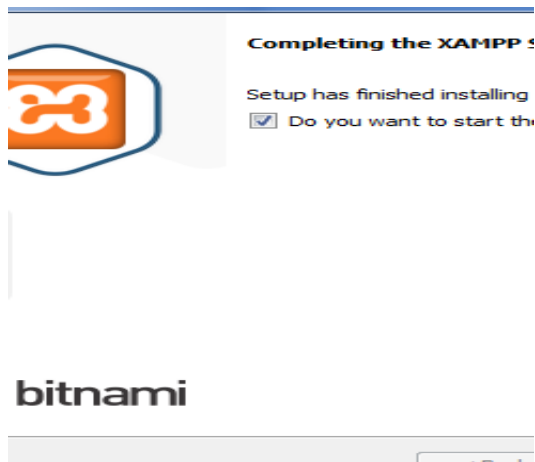 Completing the XAMPP
Setup has finished installing
Do you want to start the
bitnami